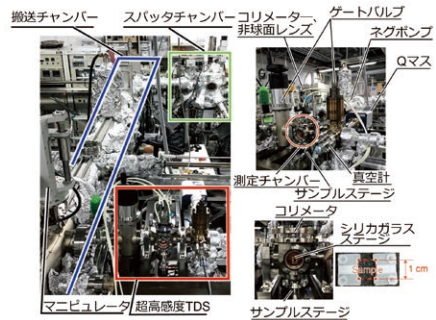 搬送チャンバー
スパッタチャンバー
コリメーター、
非球面レンズ
ゲートバルブ
ネグポンプ
Qマス
測定チャンバー
真空計
サンプルステージ
コリメータ
シリカガラス
ステージ
Sample
1 cm
マニピュレータ
超高感度TDS
サンプルステージ